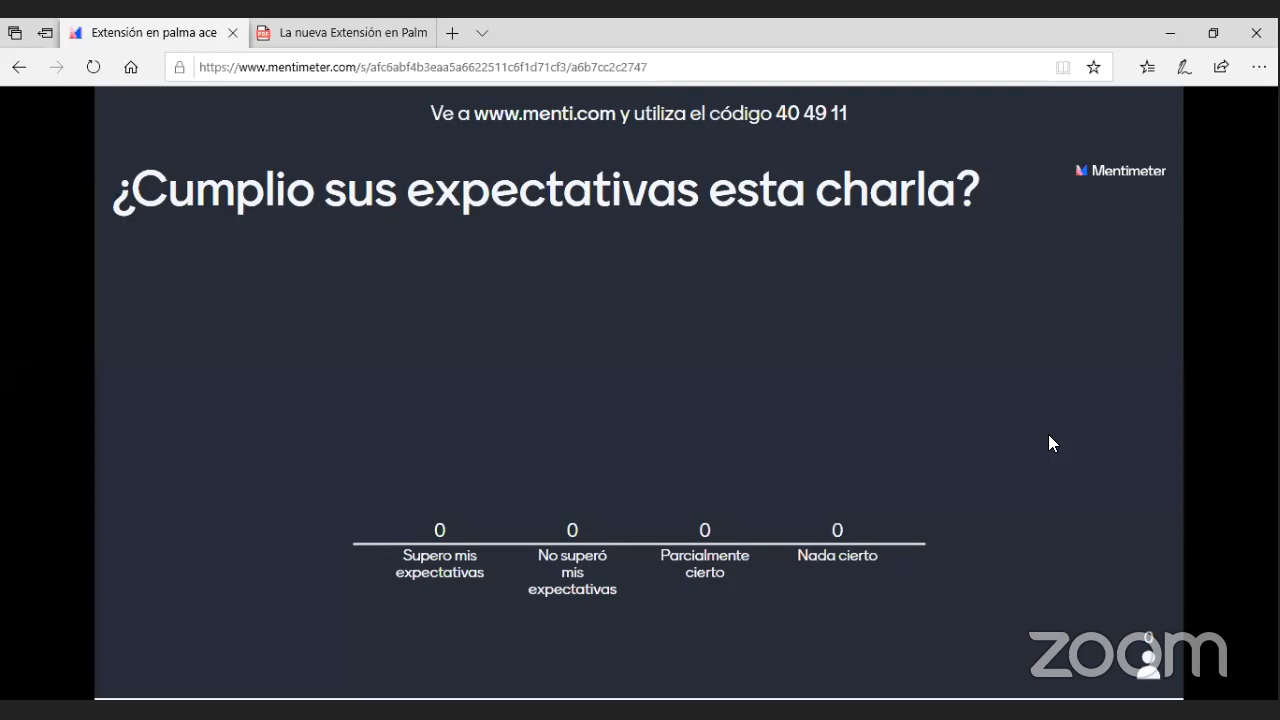 Extensión en palma ace
La nueva Extensión en Palm
https://www.mentimeter.com/s/afc6abf4b3eaa5a6622511c6f1d71cf3/a6b7cc2c2747
Ve a www.menti.com y utiliza el código 40 49 11
¿Cumplio sus expectativas esta charla?
Mentimeter
0 0 0 0
Supero mis
expectativas
No superó
mis
expectativas
Parcialmente
cierto
Nada cierto
0
zoom